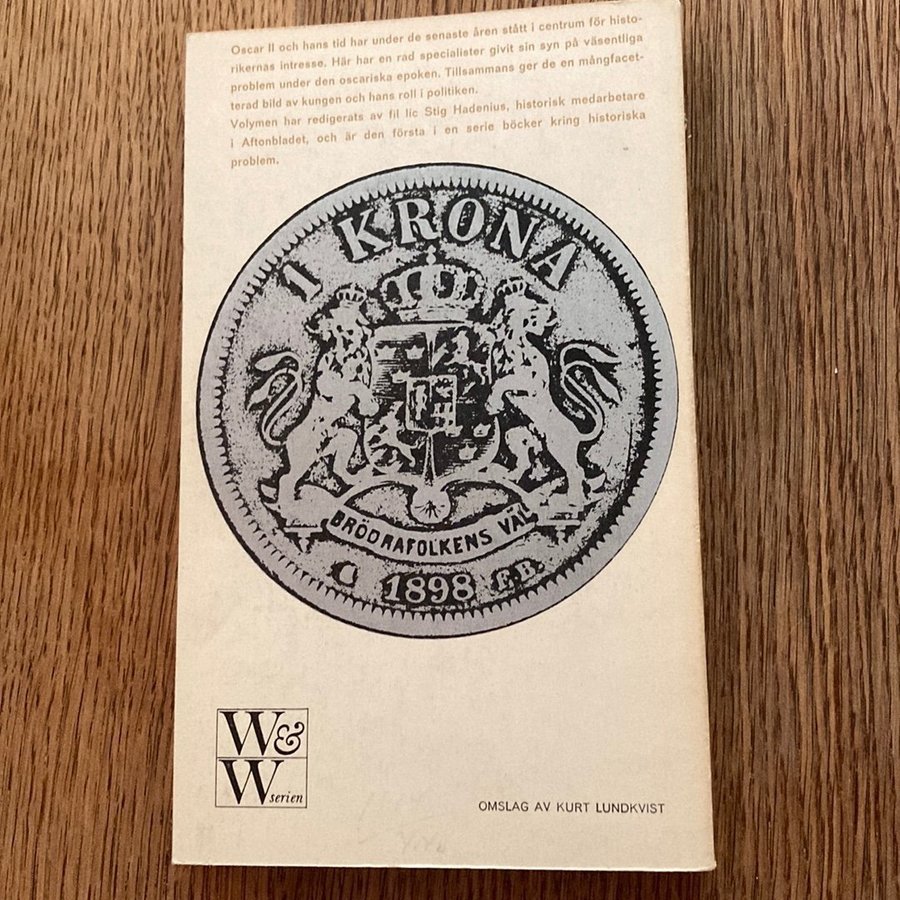 Oscar II och hans tid har under de senaste åren stått i centrum för histo-
rikernas intresse. Här har en rad specialister givit sin syn på väsentliga
problem under den oscariska epoken. Tillsammans ger de en mångfacet-
terad bild av kungen och hans roll i politiken.
Volymen har redigerats av fil lic Stig Hadenius, historisk medarbetare
i Aftonbladet, och är den första i en serie böcker kring historiska
problem.
1 KRONA
BRÖDRAFOLKENS VÄL
1898 E.B.
W&
W serien
OMSLAG AV KURT LUNDKVIST